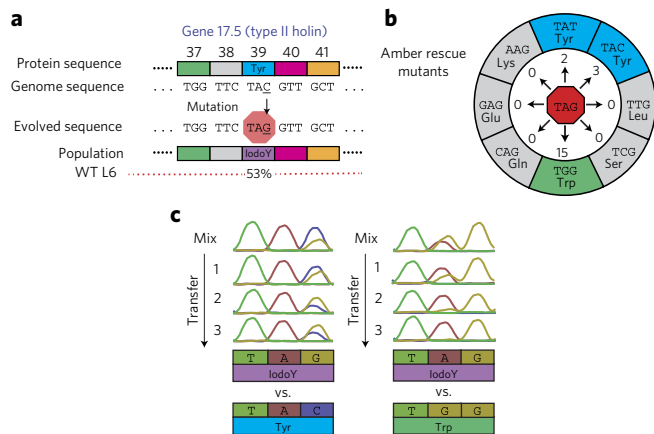 a
Gene 17.5 (type II holin)
37 38 39 40 41
Protein sequence ····· Tyr ·····
Genome sequence . . . TGG TTC TAC GTT GCT . . .
Mutation
Evolved sequence . . . TGG TTC TAG GTT GCT . . .
Population ····· IodoY ·····
WT L6 53%
b
Amber rescue
mutants
TAT
Tyr
TAC
Tyr
TTG
Leu
TCG
Ser
TGG
Trp
CAG
Gln
GAG
Glu
AAG
Lys
2
3
0
0
15
0
0
0
TAG
c
Mix
1
2
3
Transfer
T A G
IodoY
vs.
T A C
Tyr
Mix
1
2
3
Transfer
T A G
IodoY
vs.
T G G
Trp